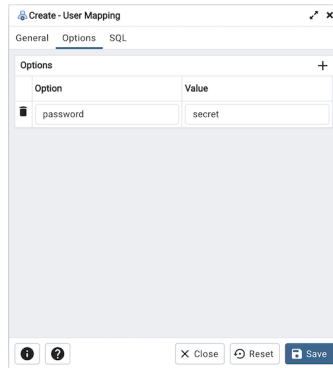 Create - User Mapping
General Options SQL
Options
Option Value
password secret
Close Reset Save